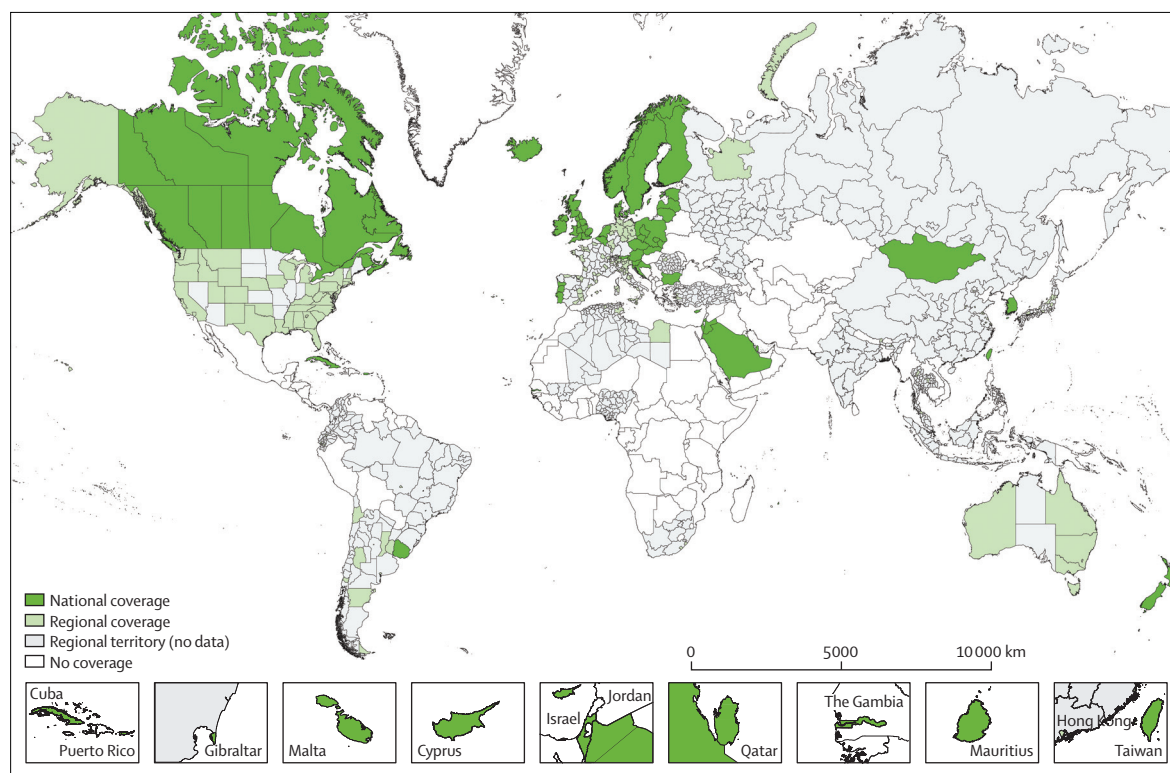 National coverage
Regional coverage
Regional territory (no data)
No coverage
0 5000 10 000 km
Cuba
Puerto Rico
Gibraltar
Malta
Cyprus
Jordan
Israel
Qatar
The Gambia
Mauritius
Hong Kong
Taiwan